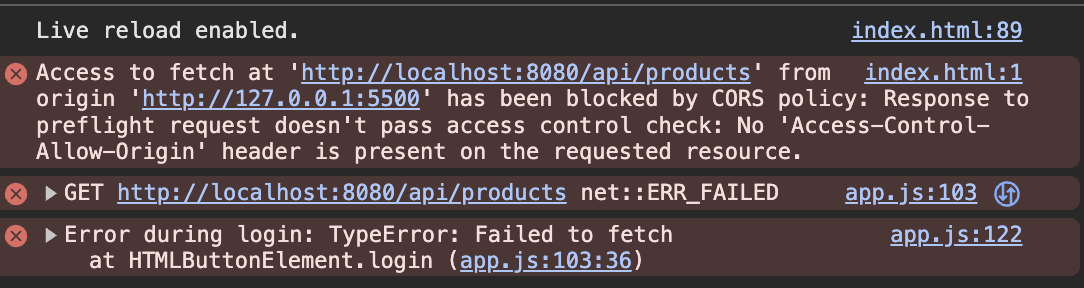 Live reload enabled. index.html:89
Access to fetch at 'http://localhost:8080/api/products' from index.html:1
origin 'http://127.0.0.1:5500' has been blocked by CORS policy: Response to
preflight request doesn't pass access control check: No 'Access-Control-
Allow-Origin' header is present on the requested resource.
GET http://localhost:8080/api/products net::ERR_FAILED app.js:103
Error during login: TypeError: Failed to fetch app.js:122
at HTMLButtonElement.login (app.js:103:36)